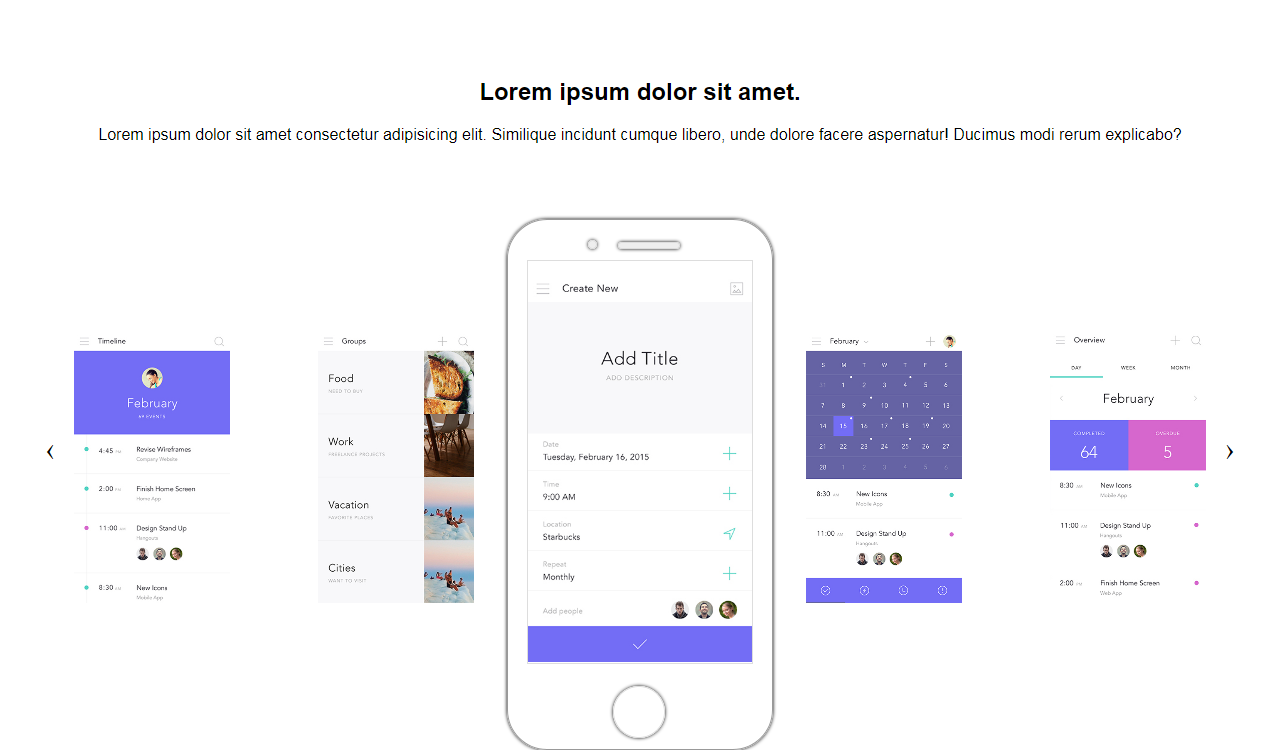 Lorem ipsum dolor sit amet.
Lorem ipsum dolor sit amet consectetur adipisicing elit. Similique incidunt cumque libero, unde dolore facere aspernatur! Ducimus modi rerum explicabo?
Timeline
February
69 EVENTS
4:45 PM
Revise Wireframes
Company Website
2:00 PM
Finish Home Screen
Home App
11:00 AM
Design Stand Up
Hangouts
8:30 AM
New Icons
Mobile App
Groups
Food
NEED TO BUY
Work
FREELANCE PROJECTS
Vacation
FAVORITE PLACES
Cities
WANT TO VISIT
Create New
Add Title
ADD DESCRIPTION
Date
Tuesday, February 16, 2015
Time
9:00 AM
Location
Starbucks
Repeat
Monthly
Add people
February
S M T W T F S
31 1 2 3 4 5 6
7 8 9 10 11 12 13
14 15 16 17 18 19 20
21 22 23 24 25 26 27
28 1 2 3 4 5 6
8:30 AM
New Icons
Mobile App
11:00 AM
Design Stand Up
Hangouts
Overview
DAY WEEK MONTH
February
COMPLETED
64
OVERDUE
5
8:30 AM
New Icons
Mobile App
11:00 AM
Design Stand Up
Hangouts
2:00 PM
Finish Home Screen
Web App